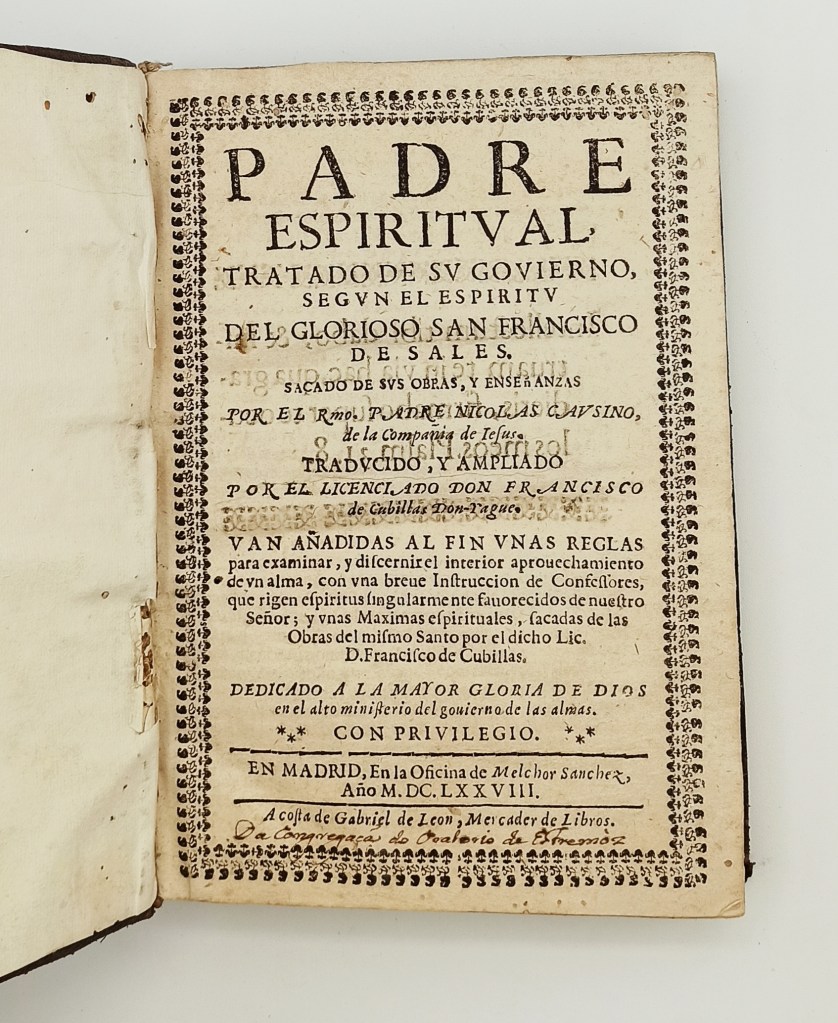 PADRE
ESPIRITVAL,
TRATADO DE SV GOVIERNO,
SEGVN EL ESPIRITV
DEL GLORIOSO SAN FRANCISCO
DE SALES.
SACADO DE SVS OBRAS, Y ENSEñANZAS
POR EL Rmo. PADRE NICOLAS CAVSINO,
de la Compania de Iesus.
TRADVCIDO, Y AMPLIADO
POR EL LICENCIADO DON FRANCISCO
de Cubillas Don-Yague.
VAN AÑADIDAS AL FIN VNAS REGLAS
para examinar, y discernir el interior aprouechamiento
de vn alma, con vna breue Instruccion de Confessores,
que rigen espiritus singularmente fauorecidos de nuestro
Señor; y vnas Maximas espirituales, sacadas de las
Obras del mismo Santo por el dicho Lic.
D. Francisco de Cubillas.
DEDICADO A LA MAYOR GLORIA DE DIOS
en el alto ministerio del gouierno de las almas.
*** CON PRIVILEGIO. ***
EN MADRID, En la Oficina de Melchor Sanchez,
Año M.DC.LXXVIII.
A costa de Gabriel de Leon, Mercader de Libros.
Da Congregaçã do Oratorio de Extremòz